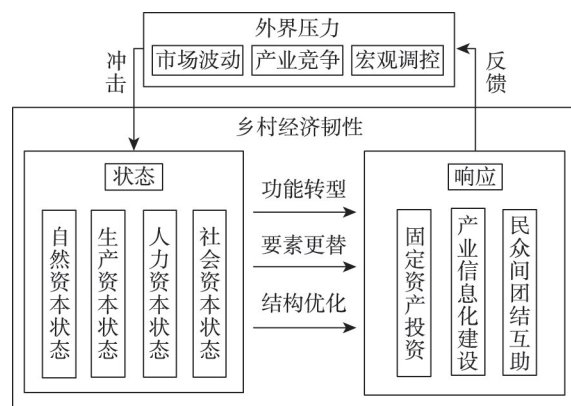 外界压力
市场波动 产业竞争 宏观调控
冲击
反馈
乡村经济韧性
状态
自然资本状态
生产资本状态
人力资本状态
社会资本状态
功能转型
要素更替
结构优化
响应
固定资产投资
产业信息化建设
民众间团结互助